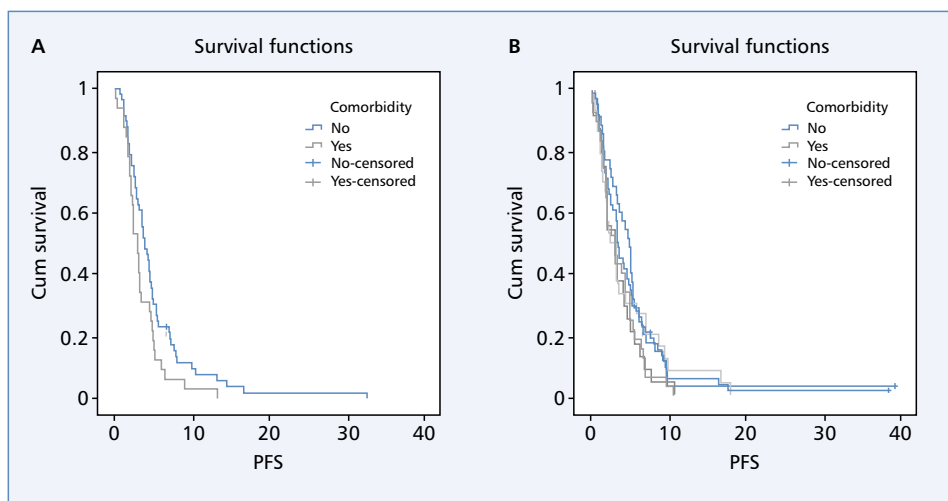 A
Survival functions
Cum survival
1
0.8
0.6
0.4
0.2
0
Comorbidity
No
Yes
No-censored
Yes-censored
0 10 20 30 40
PFS
B
Survival functions
Cum survival
1
0.8
0.6
0.4
0.2
0
Comorbidity
No
Yes
No-censored
Yes-censored
0 10 20 30 40
PFS